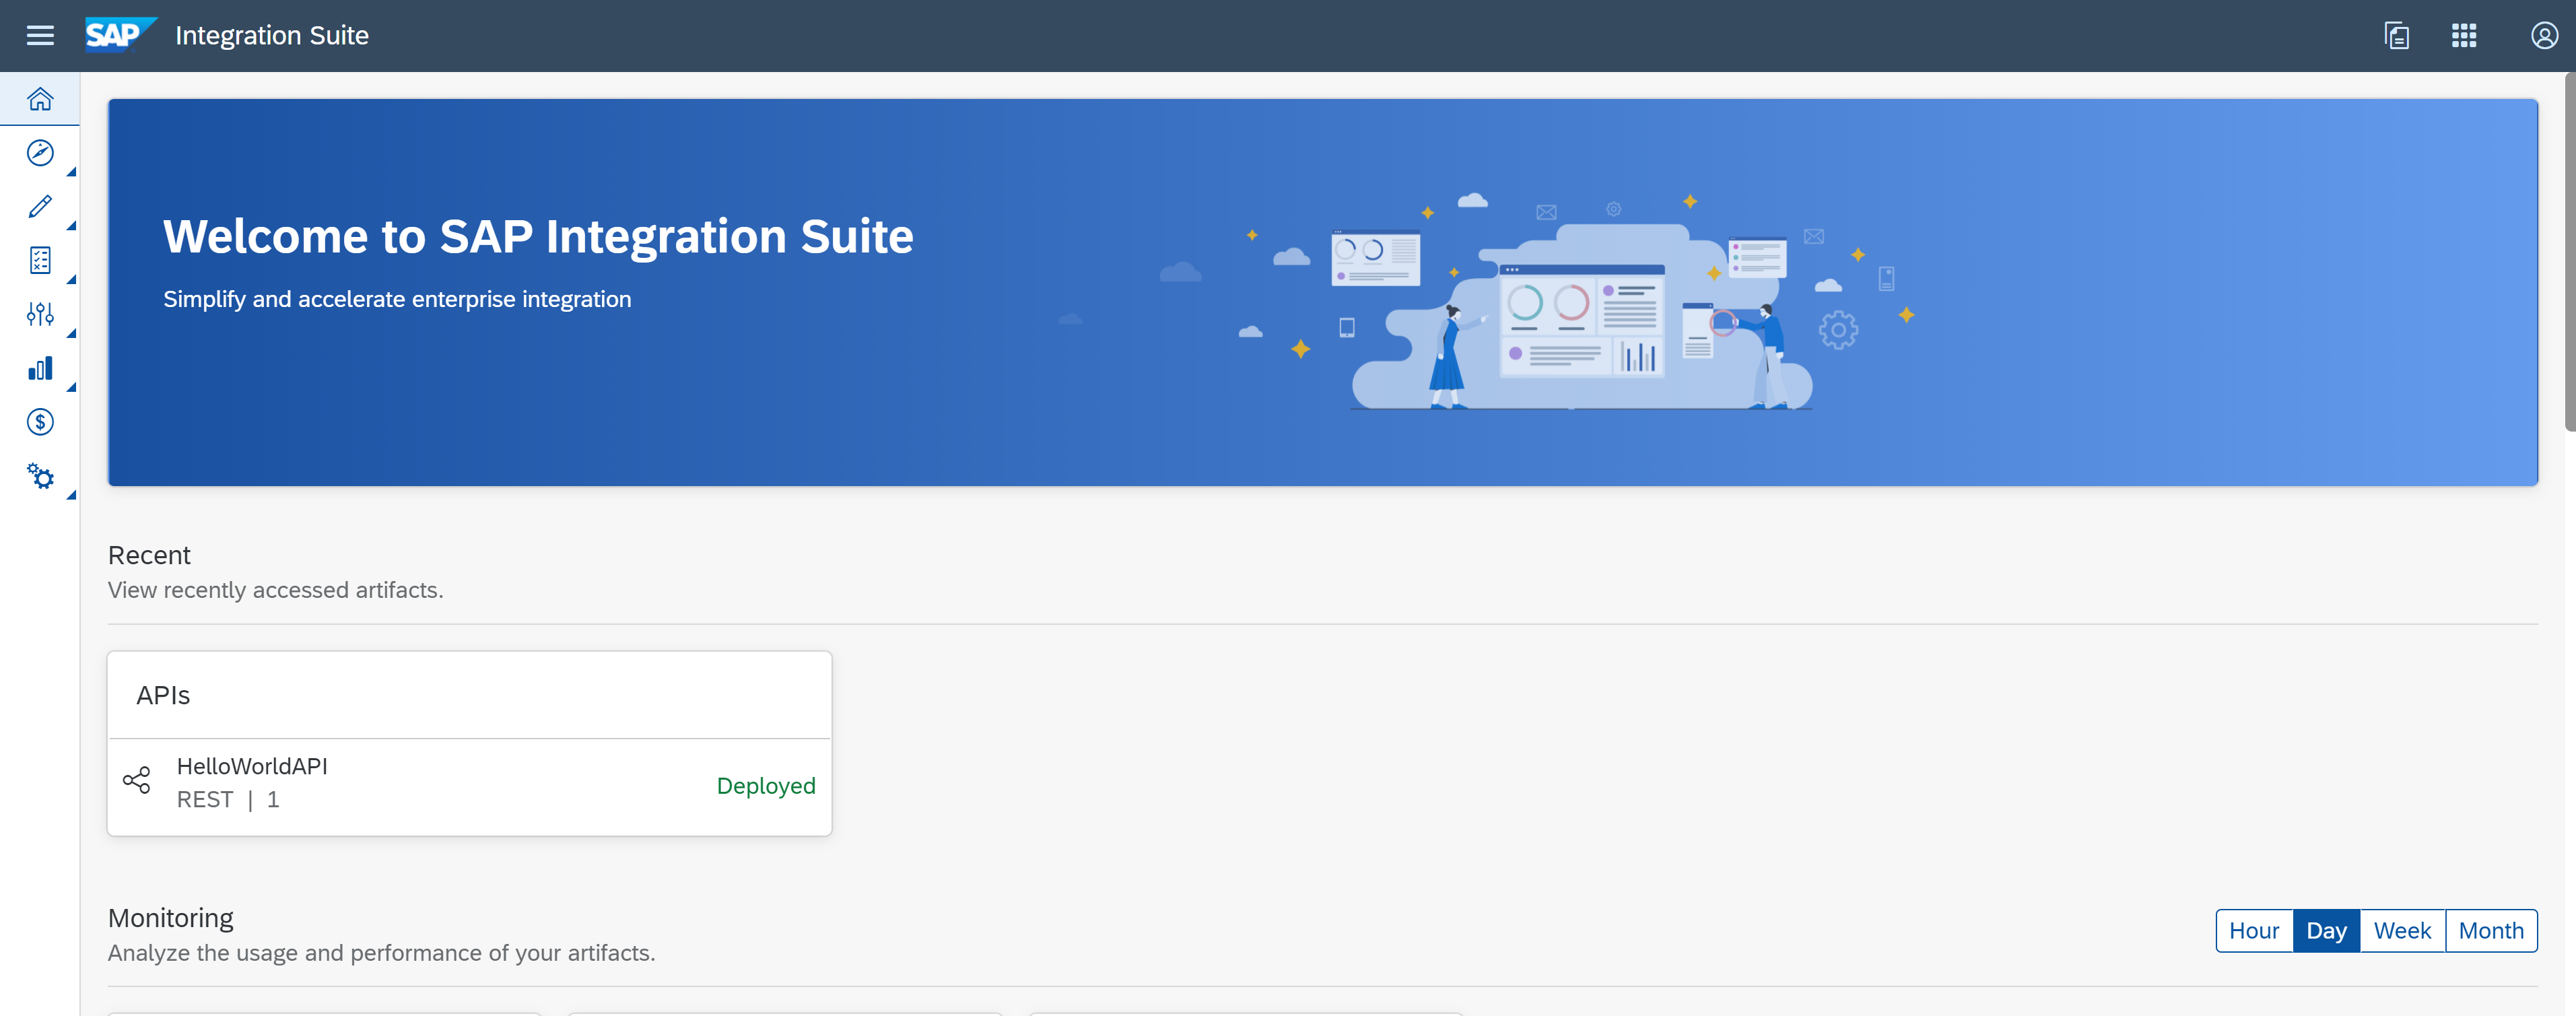 SAP Integration Suite
Welcome to SAP Integration Suite
Simplify and accelerate enterprise integration
Recent
View recently accessed artifacts.
APIs
HelloWorldAPI
REST | 1
Deployed
Monitoring
Analyze the usage and performance of your artifacts.
Hour Day Week Month